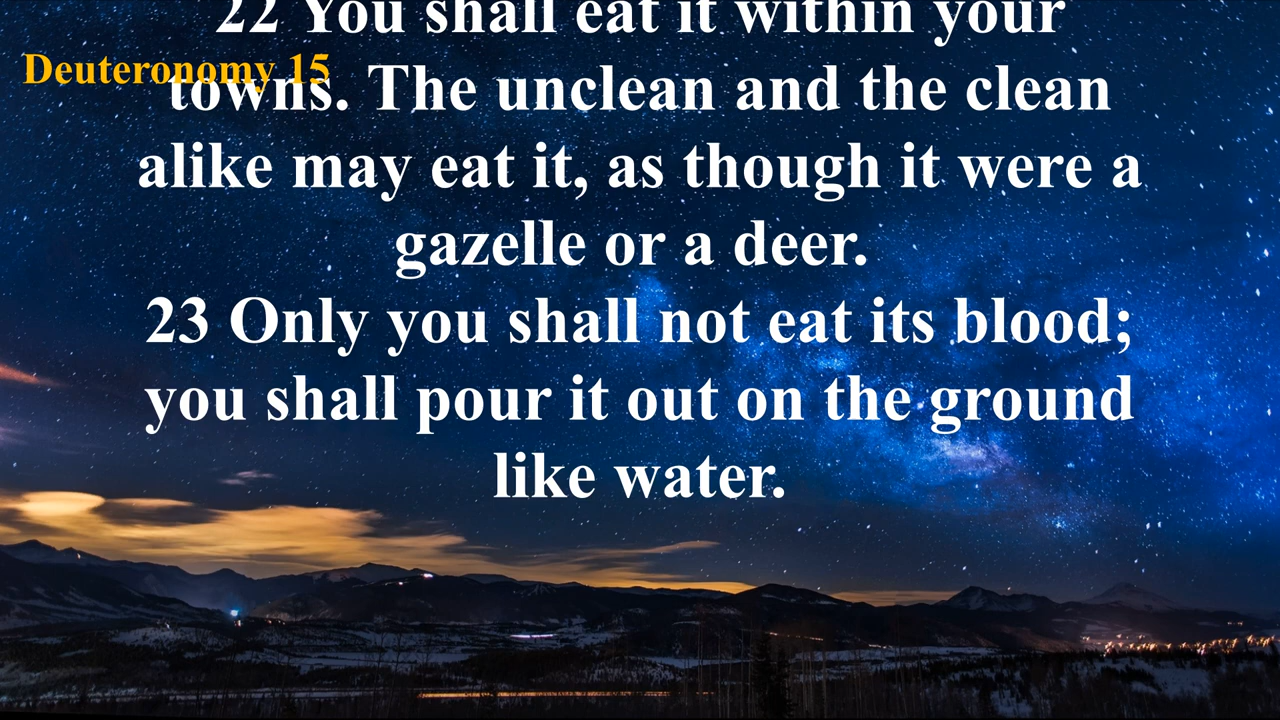 22 You shall eat it within your
Deuteronomy 15
towns. The unclean and the clean
alike may eat it, as though it were a
gazelle or a deer.
23 Only you shall not eat its blood;
you shall pour it out on the ground
like water.